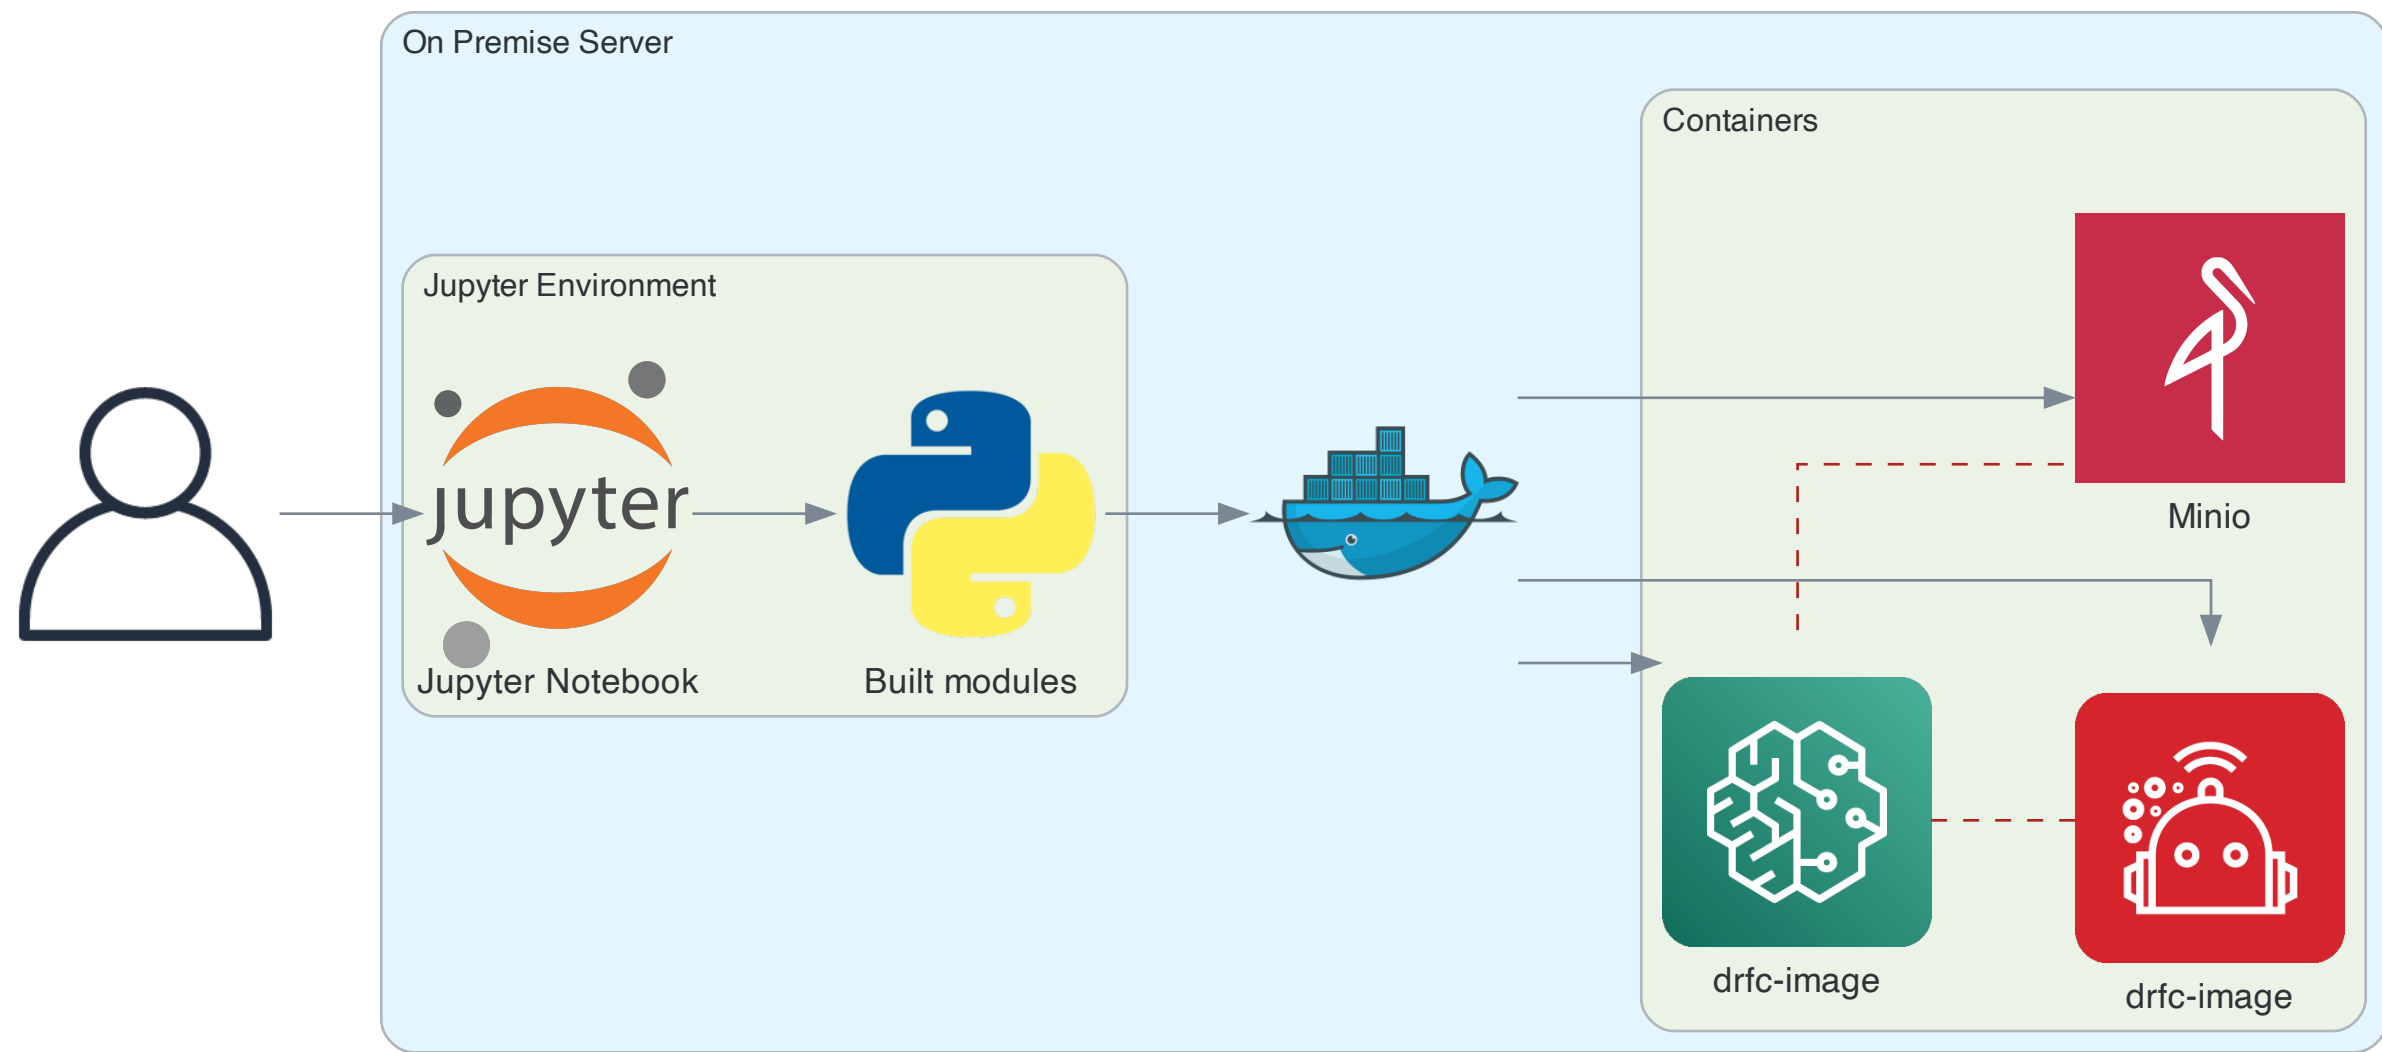 On Premise Server
Containers
Jupyter Environment
jupyter
Jupyter Notebook
Built modules
Minio
drfc-image
drfc-image